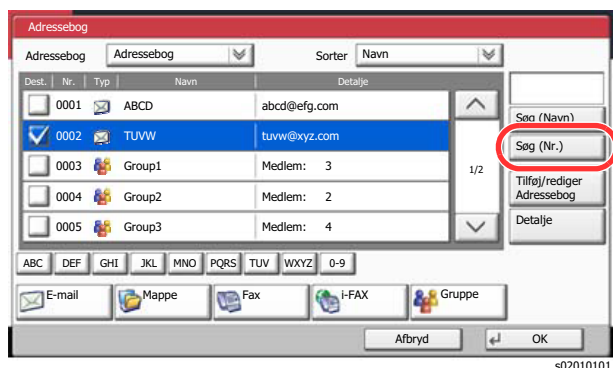 Adressebog
Adressebog Adressebog Sorter Navn
Dest. Nr. Typ Navn Detalje
0001 ABCD abcd@efg.com
Søg (Navn)
0002 TUVW tuvw@xyz.com
Søg (Nr.)
0003 Group1 Medlem: 3
1/2
Tilføj/rediger
Adressebog
0004 Group2 Medlem: 2
0005 Group3 Medlem: 4
Detalje
ABC DEF GHI JKL MNO PQRS TUV WXYZ 0-9
E-mail Mappe Fax i-FAX Gruppe
Afbryd OK
s02010101